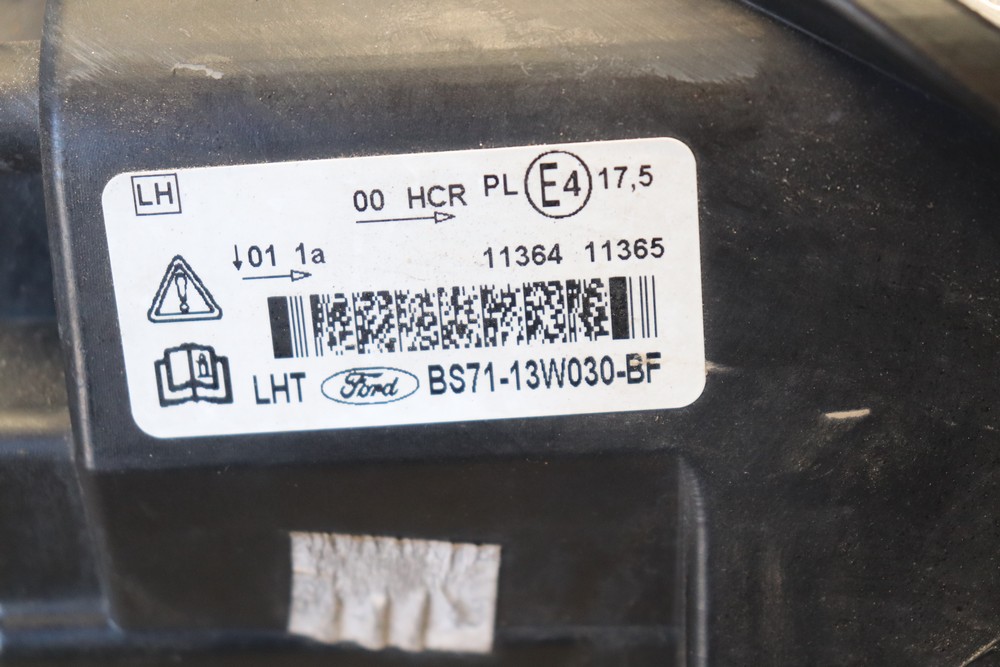 LH
00 HCR PL E4 17,5
↓01 1a 11364 11365
LHT Ford BS71-13W030-BF